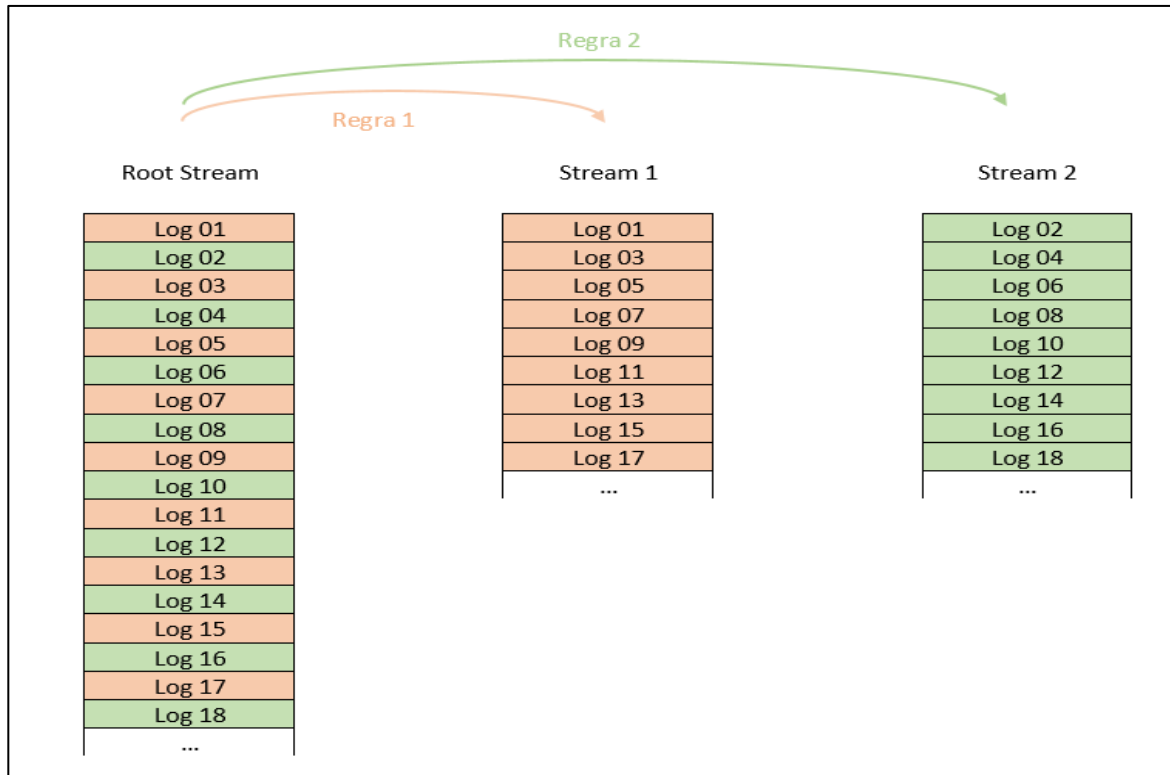 Regra 2
Regra 1
Root Stream
Log 01
Log 02
Log 03
Log 04
Log 05
Log 06
Log 07
Log 08
Log 09
Log 10
Log 11
Log 12
Log 13
Log 14
Log 15
Log 16
Log 17
Log 18
...
Stream 1
Log 01
Log 03
Log 05
Log 07
Log 09
Log 11
Log 13
Log 15
Log 17
...
Stream 2
Log 02
Log 04
Log 06
Log 08
Log 10
Log 12
Log 14
Log 16
Log 18
...